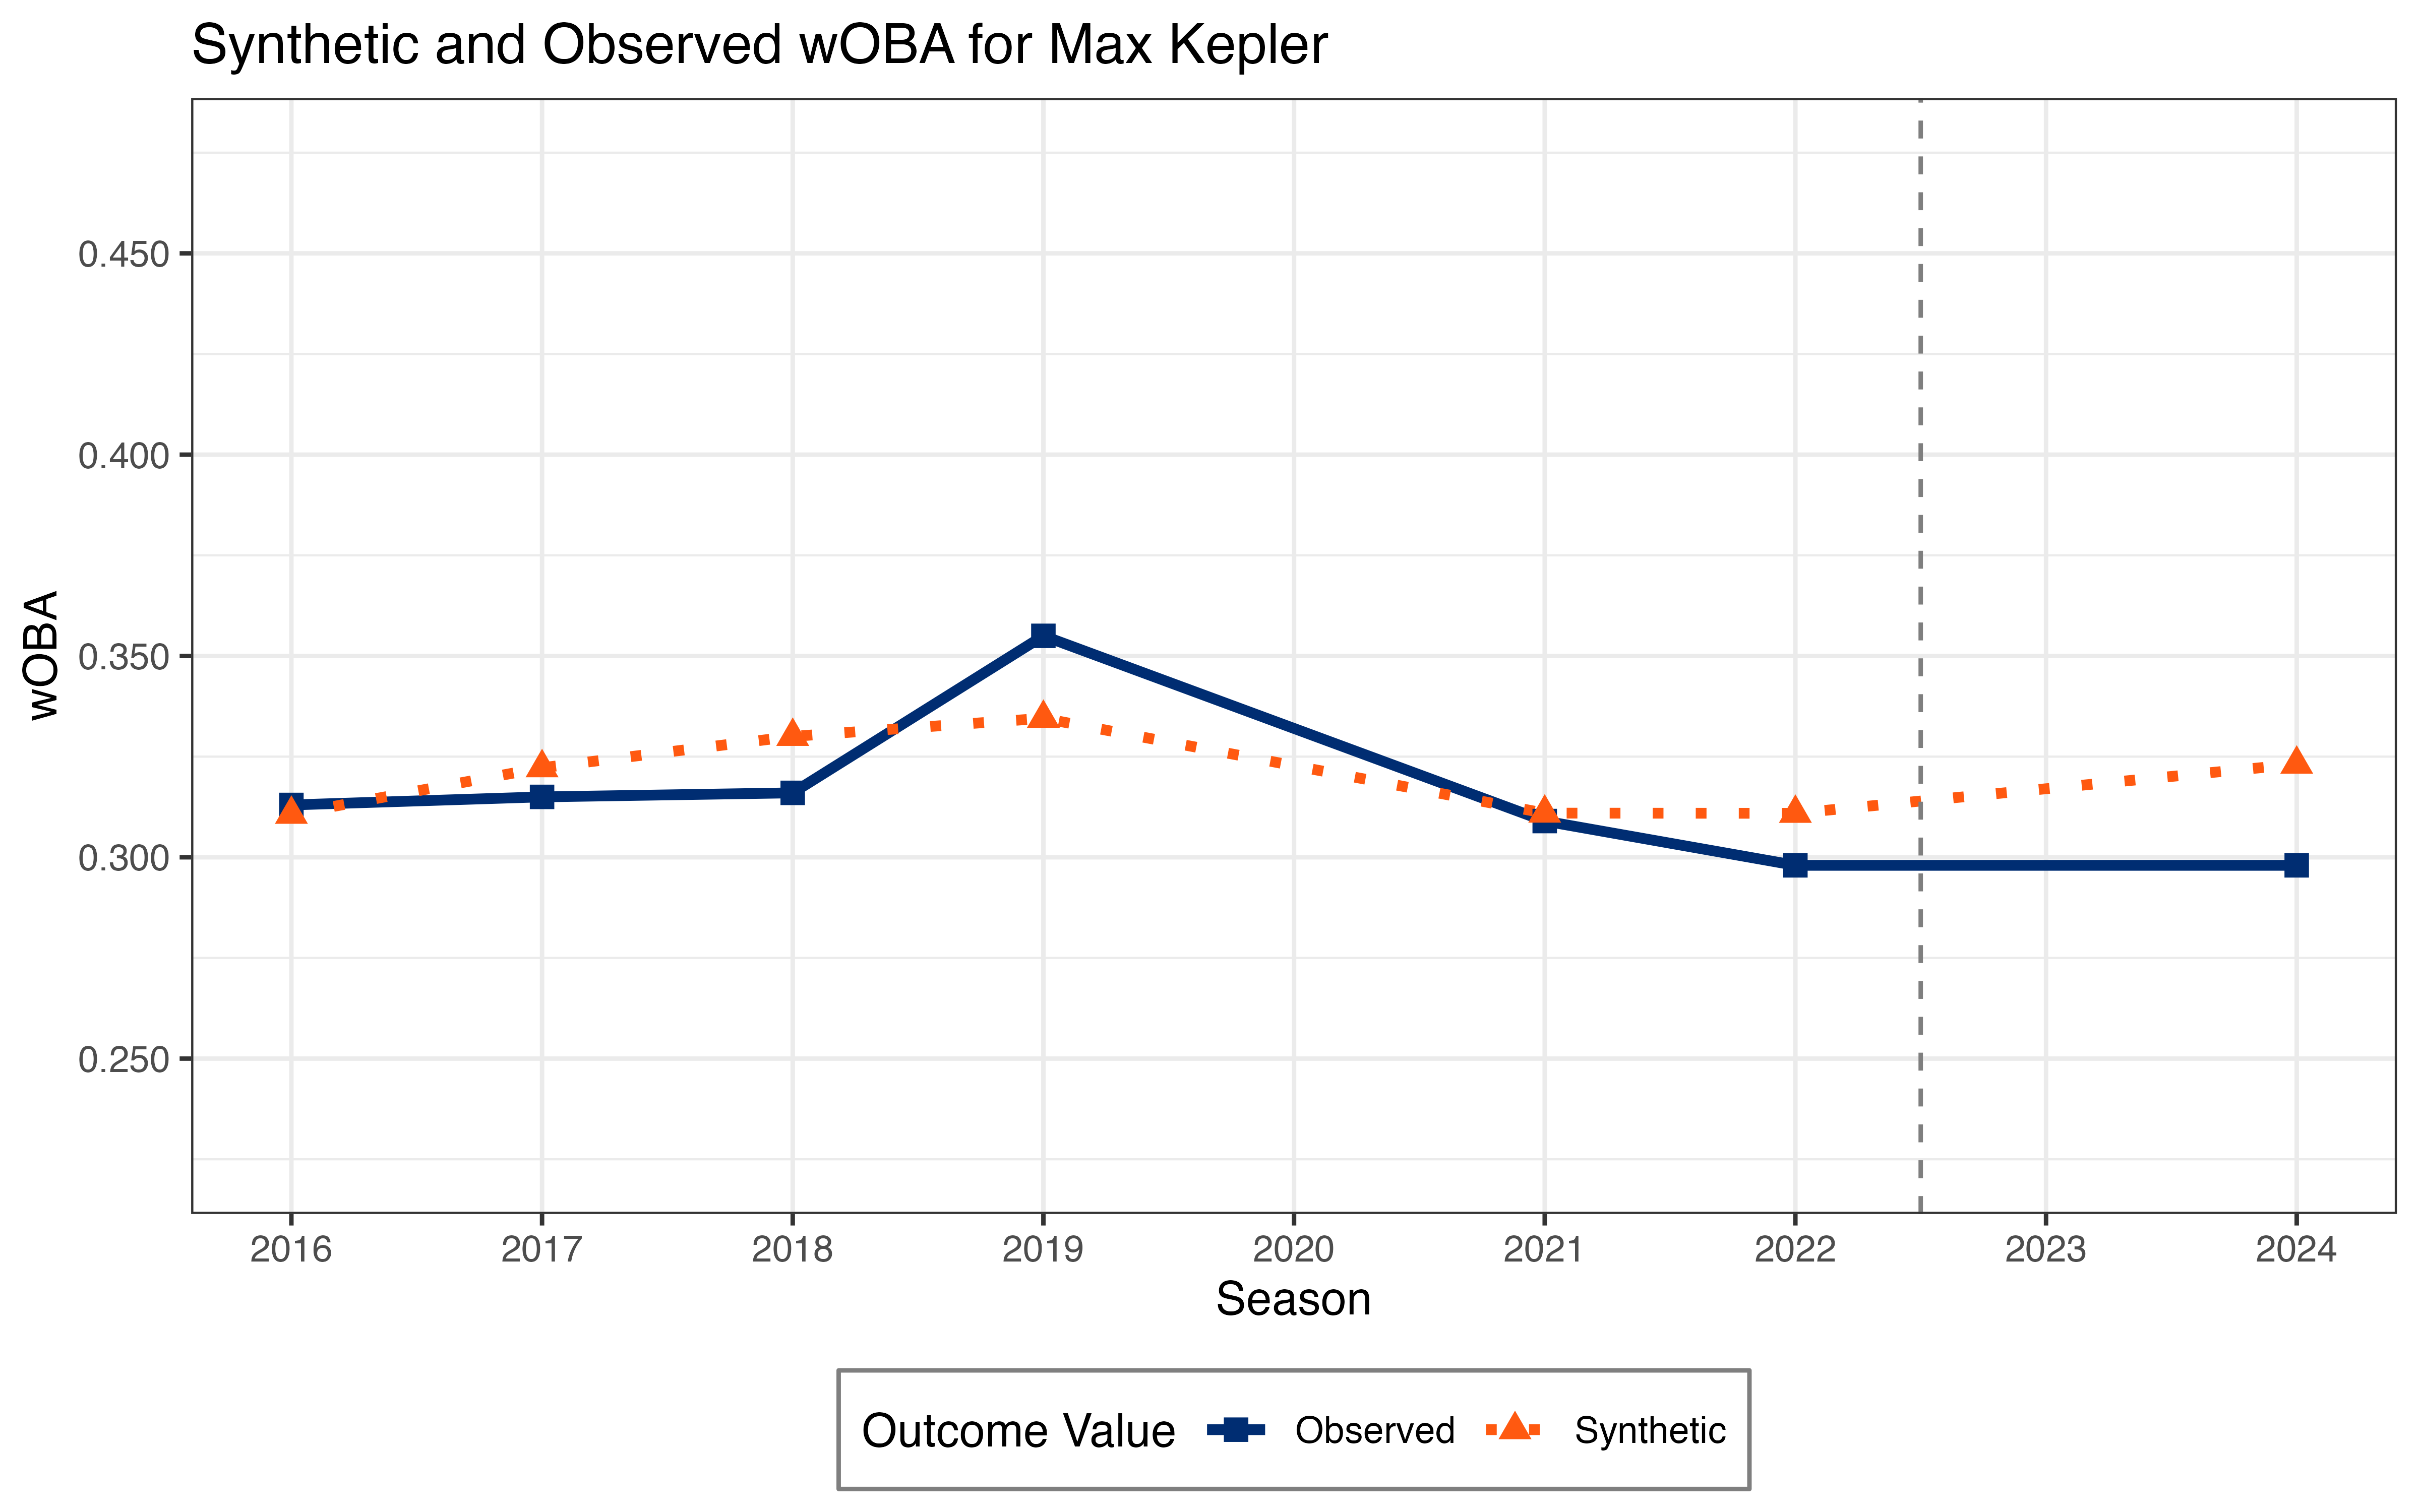 Synthetic and Observed wOBA for Max Kepler
wOBA
0.450
0.400
0.350
0.300
0.250
2016 2017 2018 2019 2020 2021 2022 2023 2024
Season
Outcome Value Observed Synthetic